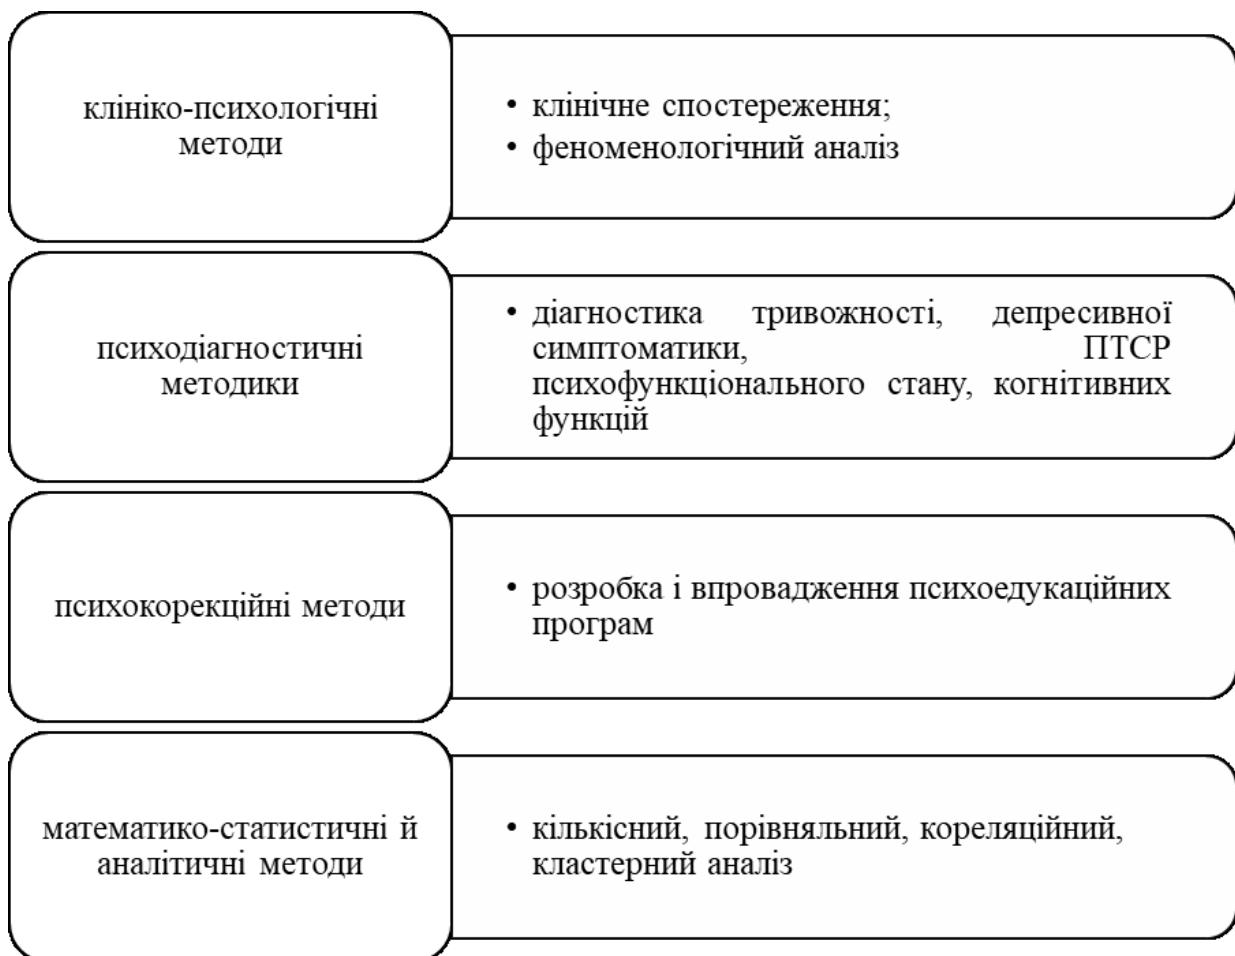 клініко-психологічні
методи
• клінічне спостереження;
• феноменологічний аналіз
психодіагностичні
методики
• діагностика тривожності, депресивної
симптоматики, ПТСР
психофункціонального стану, когнітивних
функцій
психокорекційні методи
• розробка і впровадження психоедукаційних
програм
математико-статистичні й
аналітичні методи
• кількісний, порівняльний, кореляційний,
кластерний аналіз